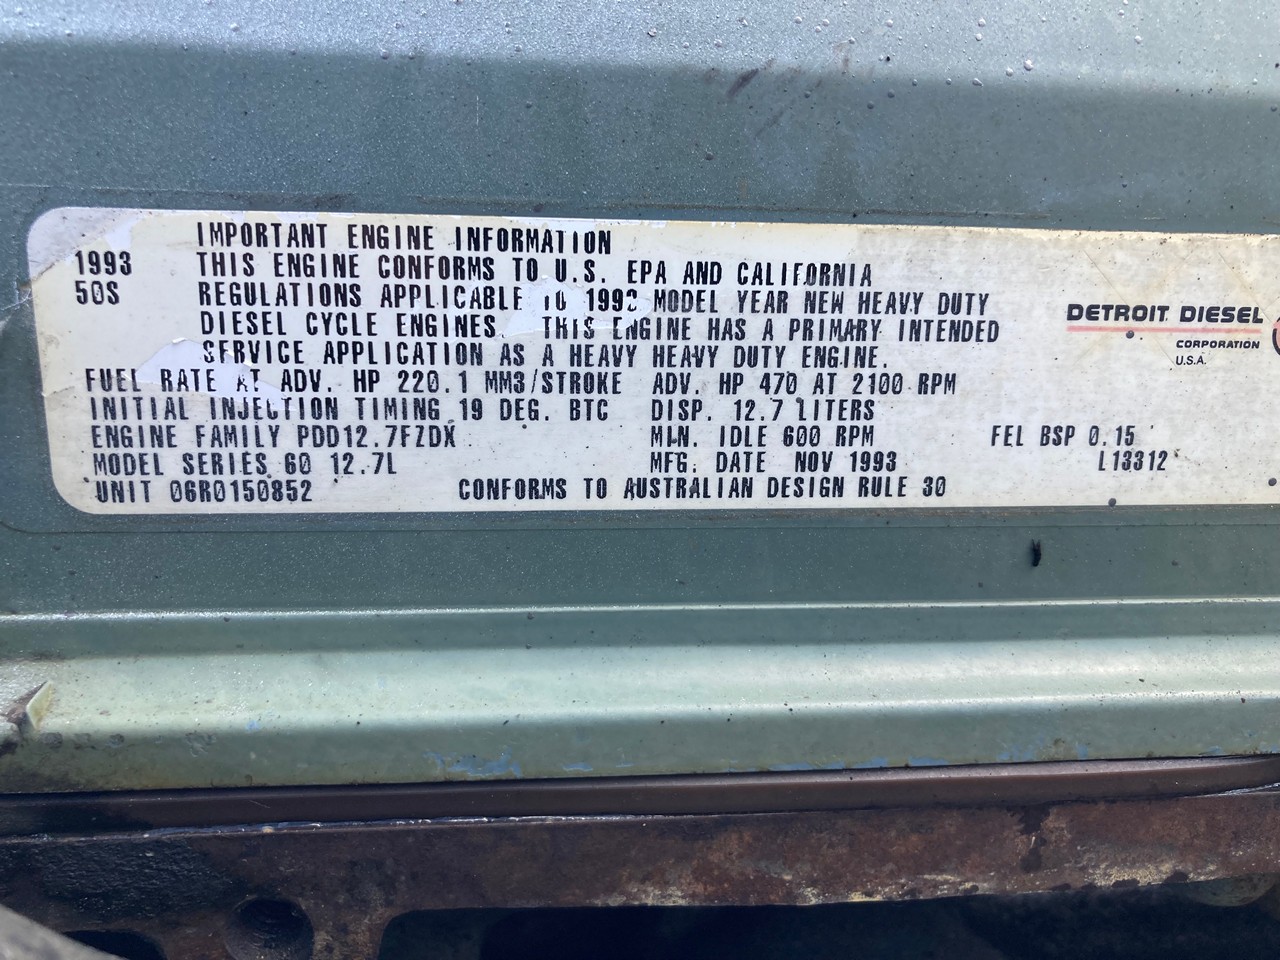 IMPORTANT ENGINE INFORMATION
1993 THIS ENGINE CONFORMS TO U.S. EPA AND CALIFORNIA
50S REGULATIONS APPLICABLE TO 1993 MODEL YEAR NEW HEAVY DUTY
DIESEL CYCLE ENGINES. THIS ENGINE HAS A PRIMARY INTENDED
SERVICE APPLICATION AS A HEAVY HEAVY DUTY ENGINE.
FUEL RATE AT ADV. HP 220.1 MM3/STROKE ADV. HP 470 AT 2100 RPM
INITIAL INJECTION TIMING 19 DEG. BTC DISP. 12.7 LITERS
ENGINE FAMILY PDD12.7FZDX MIN. IDLE 600 RPM FEL BSP 0.15
MODEL SERIES 60 12.7L MFG. DATE NOV 1993 L13312
UNIT 06R0150852 CONFORMS TO AUSTRALIAN DESIGN RULE 30
DETROIT DIESEL
CORPORATION
U.S.A.